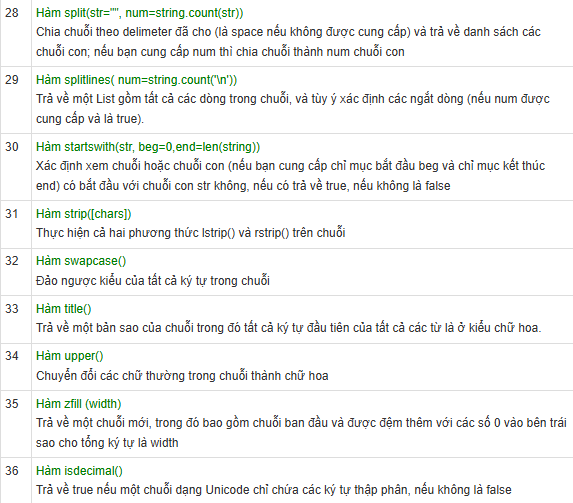 28 Hàm split(str="", num=string.count(str))
Chia chuỗi theo delimeter đã cho (là space nếu không được cung cấp) và trả về danh sách các
chuỗi con; nếu bạn cung cấp num thì chia chuỗi thành num chuỗi con
29 Hàm splitlines( num=string.count('\n'))
Trả về một List gồm tất cả các dòng trong chuỗi, và tùy ý xác định các ngắt dòng (nếu num được
cung cấp và là true).
30 Hàm startswith(str, beg=0,end=len(string))
Xác định xem chuỗi hoặc chuỗi con (nếu bạn cung cấp chỉ mục bắt đầu beg và chỉ mục kết thúc
end) có bắt đầu với chuỗi con str không, nếu có trả về true, nếu không là false
31 Hàm strip([chars])
Thực hiện cả hai phương thức lstrip() và rstrip() trên chuỗi
32 Hàm swapcase()
Đảo ngược kiểu của tất cả ký tự trong chuỗi
33 Hàm title()
Trả về một bản sao của chuỗi trong đó tất cả ký tự đầu tiên của tất cả các từ là ở kiểu chữ hoa.
34 Hàm upper()
Chuyển đổi các chữ thường trong chuỗi thành chữ hoa
35 Hàm zfill (width)
Trả về một chuỗi mới, trong đó bao gồm chuỗi ban đầu và được đệm thêm với các số 0 vào bên trái
sao cho tổng ký tự là width
36 Hàm isdecimal()
Trả về true nếu một chuỗi dạng Unicode chỉ chứa các ký tự thập phân, nếu không là false